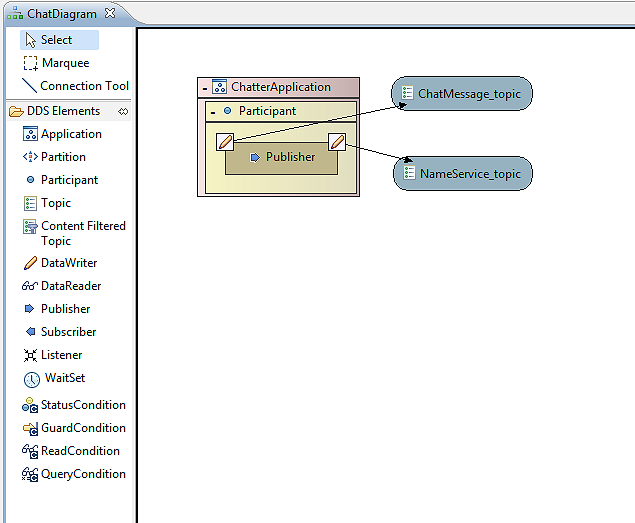 ChatDiagram
Select
Marquee
Connection Tool
DDS Elements
Application
Partition
Participant
Topic
Content Filtered
Topic
DataWriter
DataReader
Publisher
Subscriber
Listener
WaitSet
StatusCondition
GuardCondition
ReadCondition
QueryCondition
ChatterApplication
Participant
Publisher
ChatMessage_topic
NameService_topic